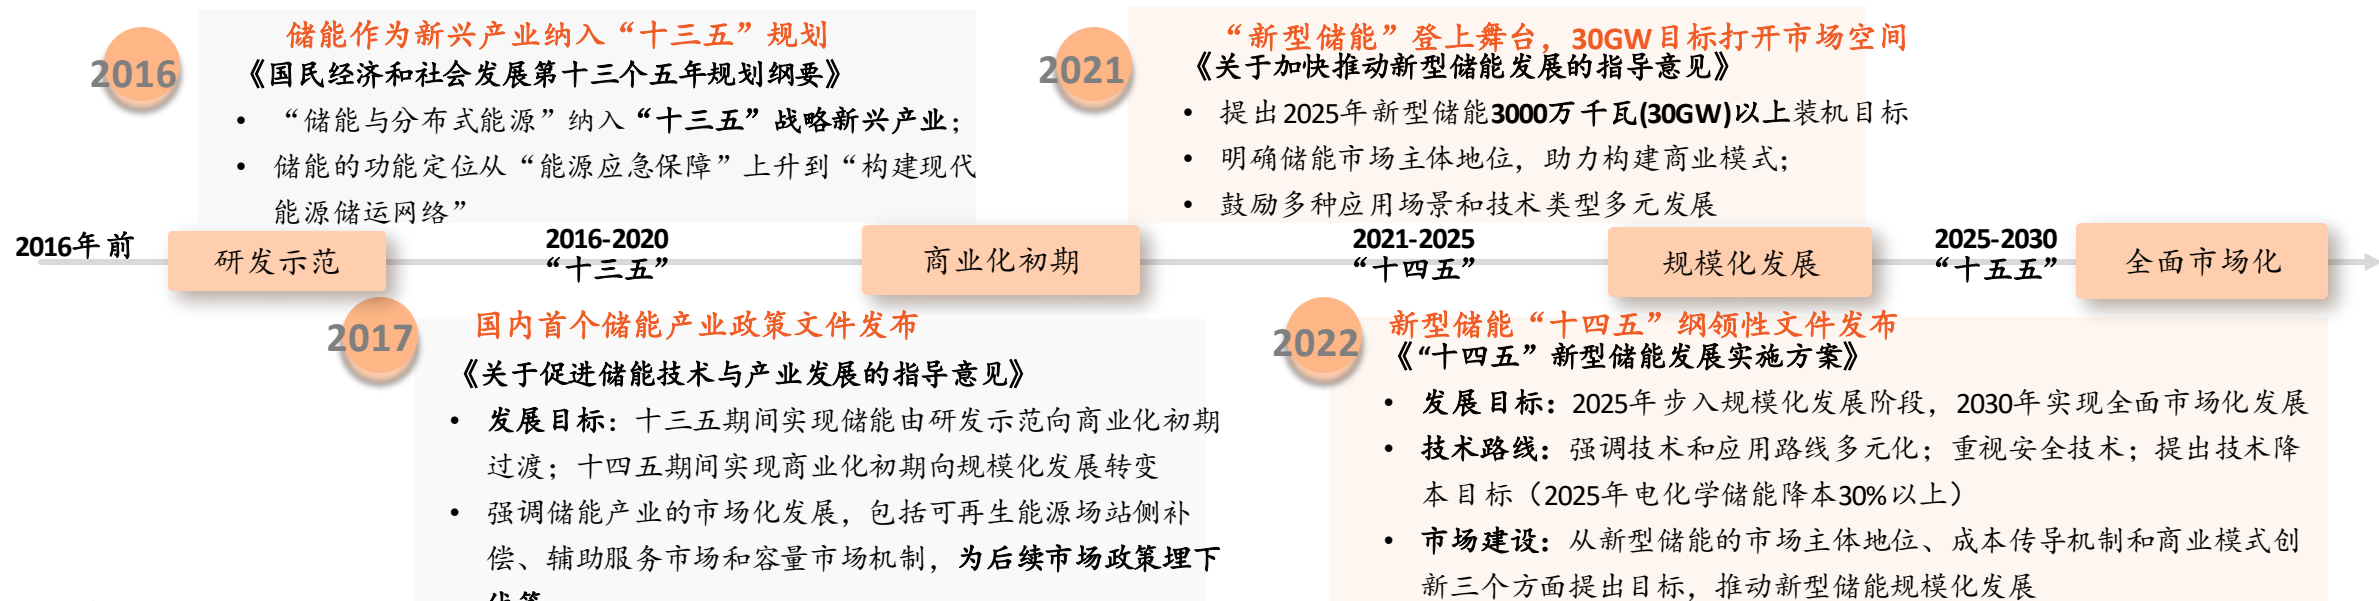 储能作为新兴产业纳入“十三五”规划
2016
《国民经济和社会发展第十三个五年规划纲要》
• “储能与分布式能源”纳入“十三五”战略新兴产业；
• 储能的功能定位从“能源应急保障”上升到“构建现代
能源储运网络”
“新型储能”登上舞台，30GW目标打开市场空间
2021
《关于加快推动新型储能发展的指导意见》
• 提出2025年新型储能3000万千瓦(30GW)以上装机目标
• 明确储能市场主体地位，助力构建商业模式；
• 鼓励多种应用场景和技术类型多元发展
2016年前
研发示范
2016-2020
“十三五”
商业化初期
2021-2025
“十四五”
规模化发展
2025-2030
“十五五”
全面市场化
2017
国内首个储能产业政策文件发布
《关于促进储能技术与产业发展的指导意见》
• 发展目标：十三五期间实现储能由研发示范向商业化初期
过渡；十四五期间实现商业化初期向规模化发展转变
• 强调储能产业的市场化发展，包括可再生能源场站侧补
偿、辅助服务市场和容量市场机制，为后续市场政策埋下
2022
新型储能“十四五”纲领性文件发布
《“十四五”新型储能发展实施方案》
• 发展目标：2025年步入规模化发展阶段，2030年实现全面市场化发展
• 技术路线：强调技术和应用路线多元化；重视安全技术；提出技术降
本目标（2025年电化学储能降本30%以上）
• 市场建设：从新型储能的市场主体地位、成本传导机制和商业模式创
新三个方面提出目标，推动新型储能规模化发展